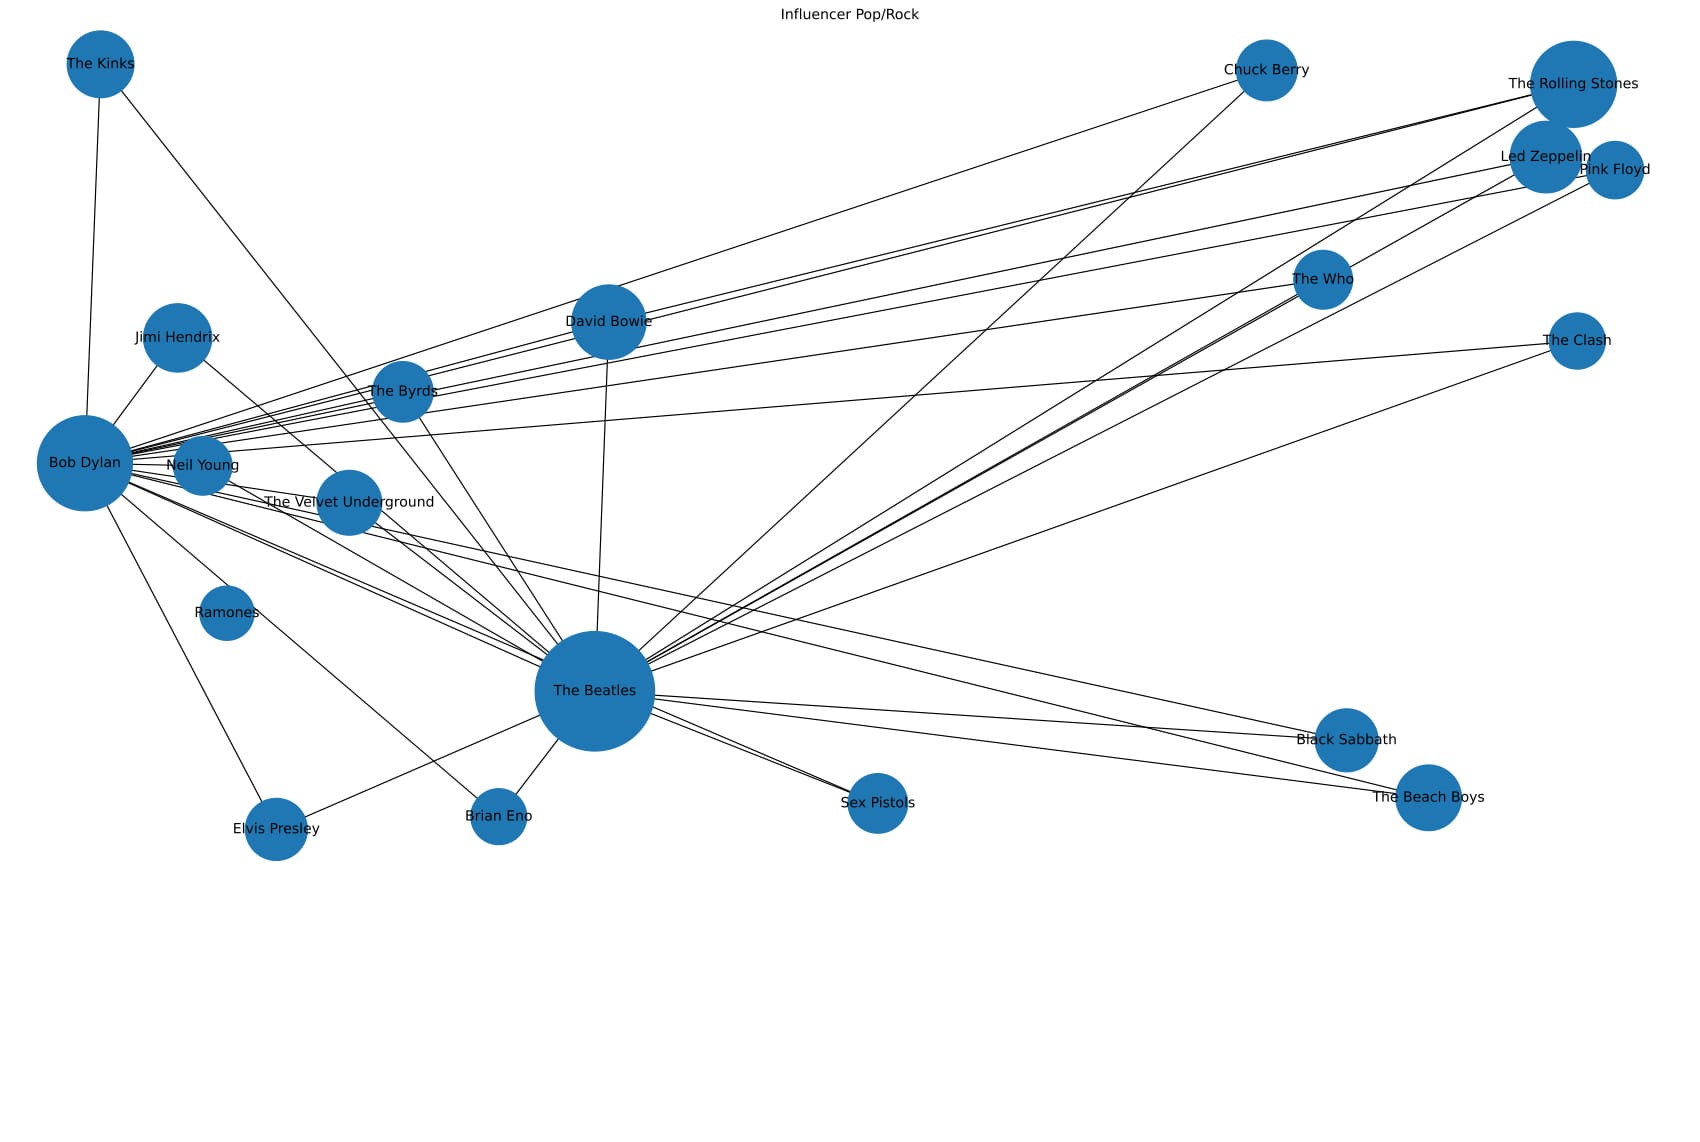 Influencer Pop/Rock
The Kinks
Chuck Berry
The Rolling Stones
Led Zeppelin
Pink Floyd
The Who
David Bowie
Jimi Hendrix
The Clash
The Byrds
Bob Dylan
Neil Young
The Velvet Underground
Ramones
The Beatles
Black Sabbath
The Beach Boys
Sex Pistols
Brian Eno
Elvis Presley